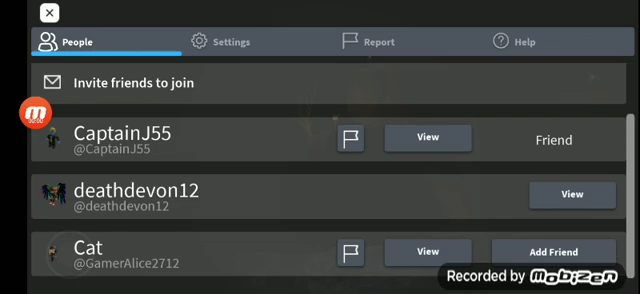 People
Settings
Report
Help
Invite friends to join
CaptainJ55
@CaptainJ55
View
Friend
deathdevon12
@deathdevon12
View
Cat
@GamerAlice2712
View
Add Friend
Recorded by Mobizen